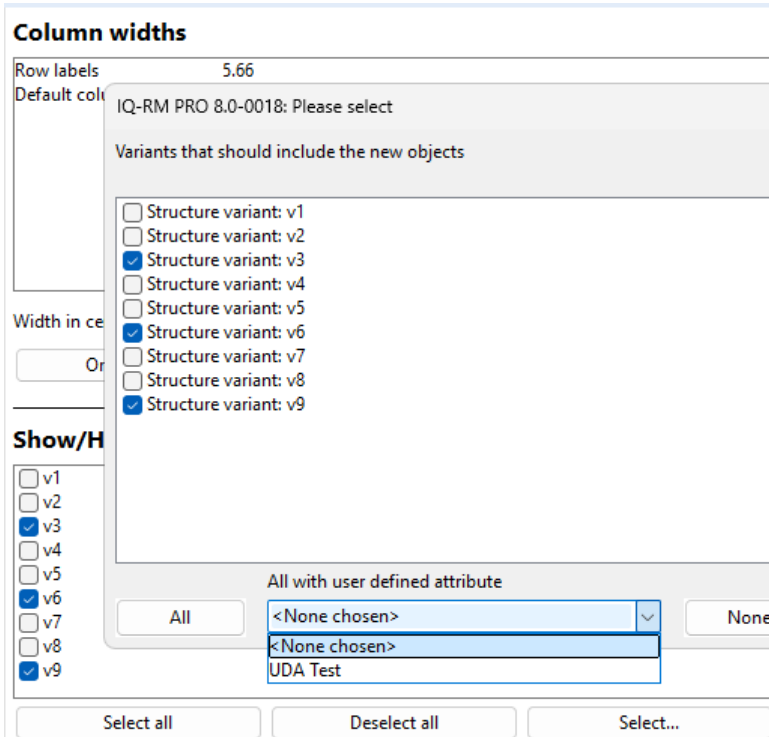 Column widths
Row labels 5.66
Default colu
IQ-RM PRO 8.0-0018: Please select
Variants that should include the new objects
Structure variant: v1
Structure variant: v2
Structure variant: v3
Structure variant: v4
Structure variant: v5
Structure variant: v6
Structure variant: v7
Structure variant: v8
Structure variant: v9
Width in ce
Or
Show/H
v1
v2
v3
v4
v5
v6
v7
v8
v9
All with user defined attribute
All
<None chosen>
None
<None chosen>
UDA Test
Select all
Deselect all
Select...